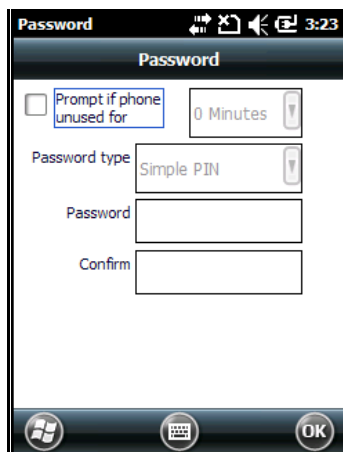 Password 3:23
Password
Prompt if phone
unused for
0 Minutes
Password type
Simple PIN
Password
Confirm
OK